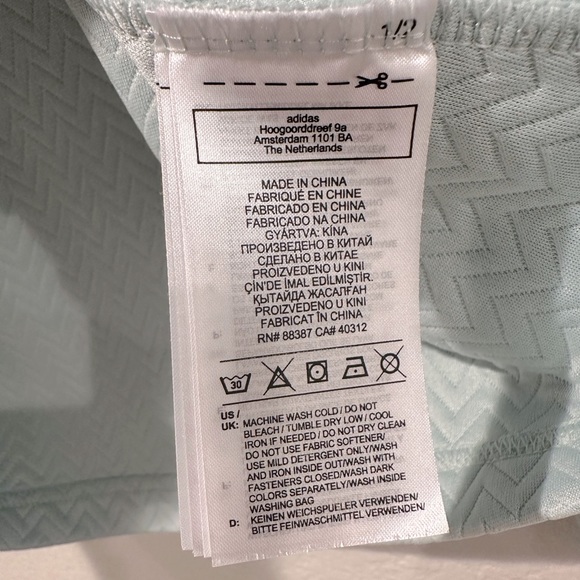 1/2
adidas
Hoogoorddreef 9a
Amsterdam 1101 BA
The Netherlands
MADE IN CHINA
FABRIQUÉ EN CHINE
FABRICADO EN CHINA
FABRICADO NA CHINA
GYÁRTVA: KÍNA
ПРОИЗВЕДЕНО В КИТАЙ
СДЕЛАНО В КИТАЕ
PROIZVEDENO U KINI
ÇİN'DE İMAL EDİLMİŞTİR.
ҚЫТАЙДА ЖАСАЛҒАН
PROIZVEDENO U KINI
FABRICAT ÎN CHINA
RN# 88387 CA# 40312
30
US /
UK: MACHINE WASH COLD / DO NOT
BLEACH / TUMBLE DRY LOW / COOL
IRON IF NEEDED / DO NOT DRY CLEAN
DO NOT USE FABRIC SOFTENER/
USE MILD DETERGENT ONLY/WASH
AND IRON INSIDE OUT/WASH WITH
FASTENERS CLOSED/WASH DARK
COLORS SEPARATELY/WASH INSIDE
WASHING BAG
D: KEINEN WEICHSPUELER VERWENDEN/
BITTE FEINWASCHMITTEL VERWENDEN/